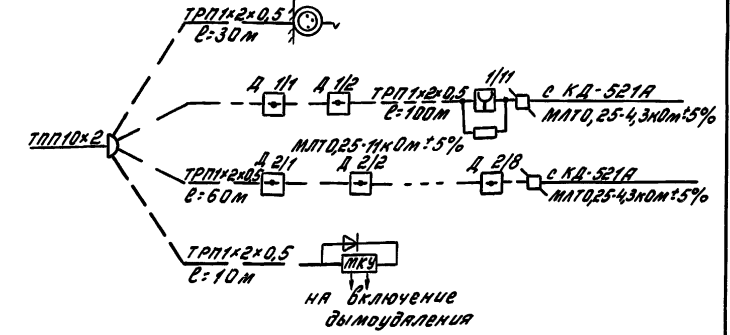 ТРП1×2×0,5
ℓ=30м
Д 1/1
Д 1/2
ТРП1×2×0,5
ℓ=100м
1/11
с КД-521А
МЛТ0,25-4,3кОм±5%
МЛТ0,25-11кОм±5%
ТПП10×2
ТРП1×2×0,5
ℓ=60м
Д 2/1
Д 2/2
Д 2/8
с КД-521А
МЛТ0,25-4,3кОм±5%
ТРП1×2×0,5
ℓ=10м
МКУ
на включение
дымоудаления